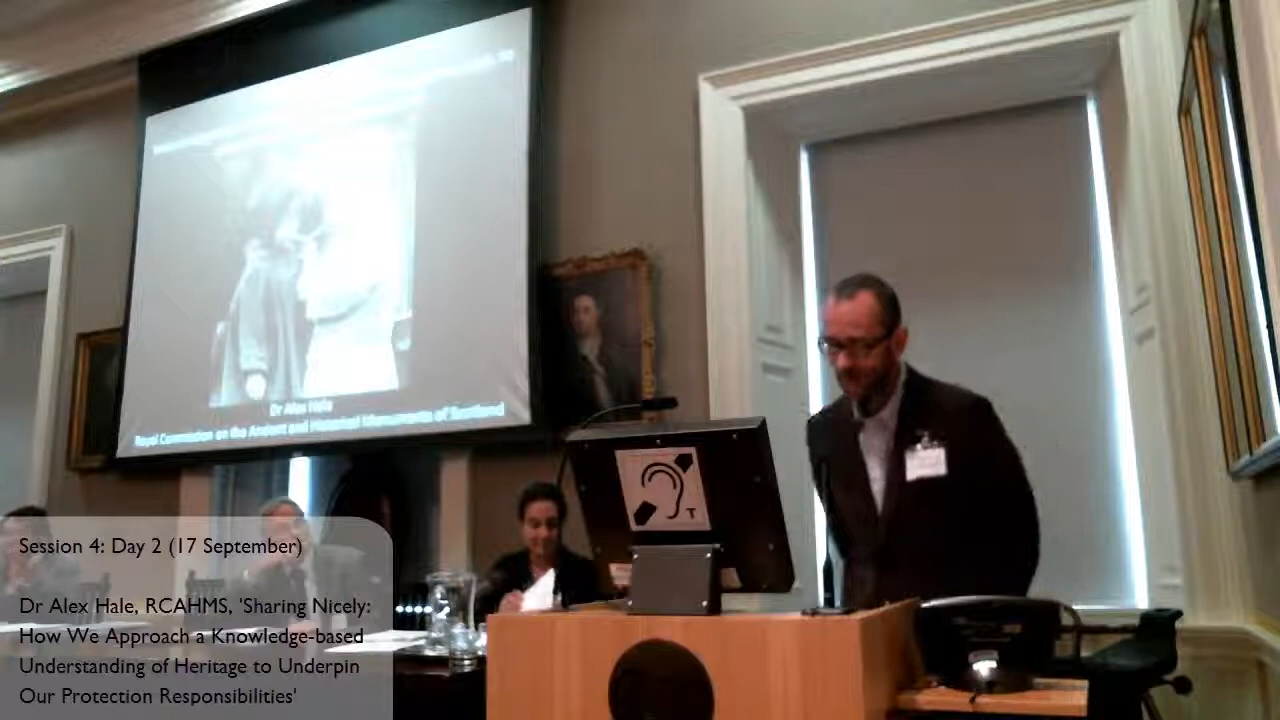 Dr Alex Hale
Royal Commission on the Ancient and Historical Monuments of Scotland
T
Session 4: Day 2 (17 September)
Dr Alex Hale, RCAHMS, 'Sharing Nicely:
How We Approach a Knowledge-based
Understanding of Heritage to Underpin
Our Protection Responsibilities'